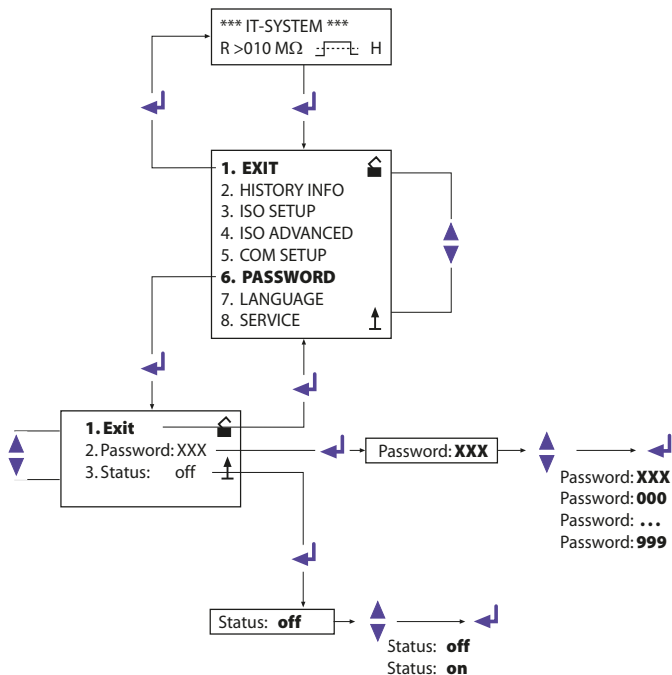 *** IT-SYSTEM ***
R >010 MΩ H
1. EXIT
2. HISTORY INFO
3. ISO SETUP
4. ISO ADVANCED
5. COM SETUP
6. PASSWORD
7. LANGUAGE
8. SERVICE
1. Exit
2. Password: XXX
3. Status: off
Password: XXX
Password: XXX
Password: 000
Password: ...
Password: 999
Status: off
Status: off
Status: on